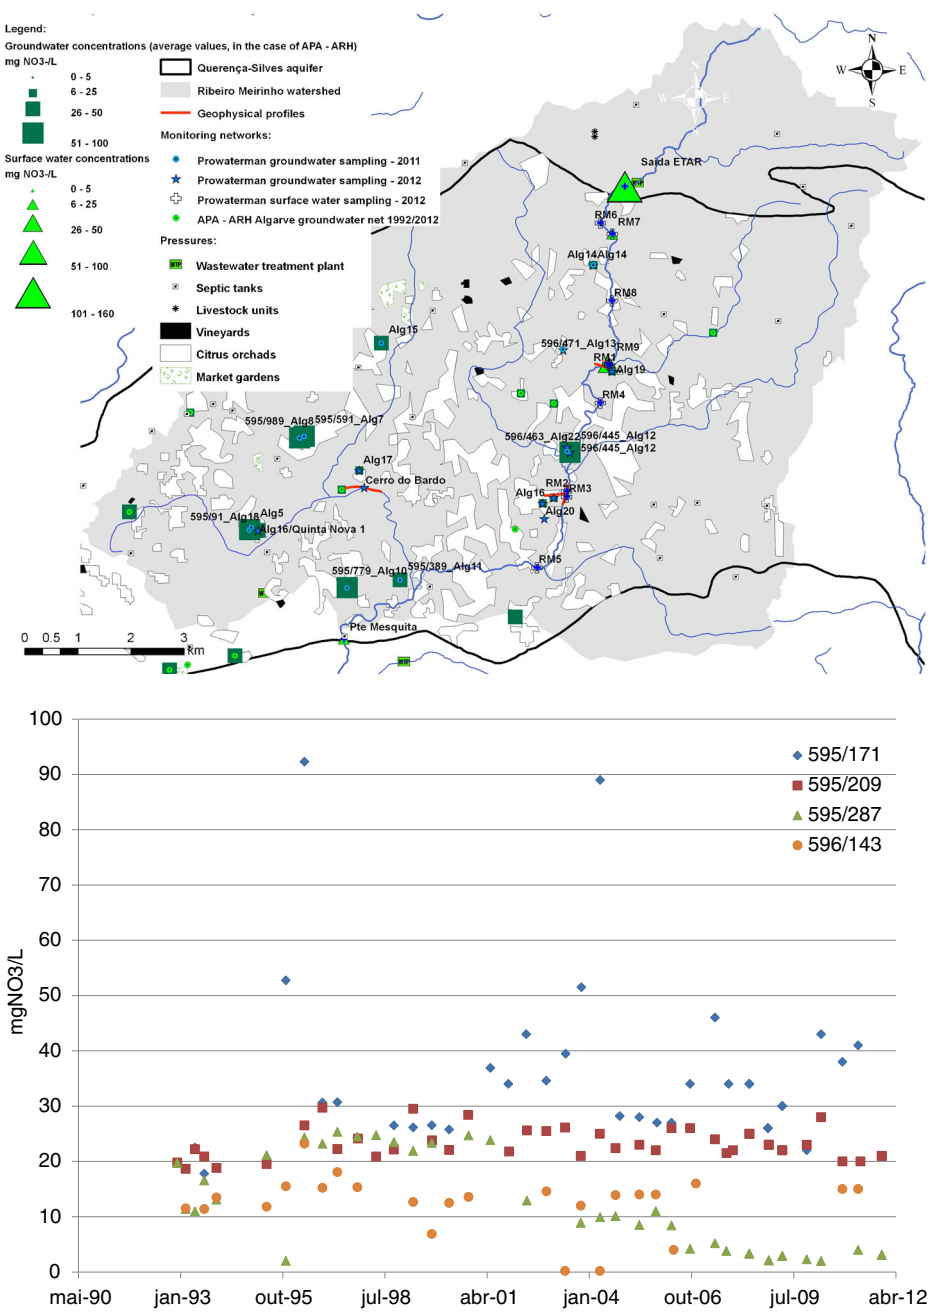 Legend:
Groundwater concentrations (average values, in the case of APA - ARH)
mg NO3-/L
0 - 5
6 - 25
26 - 50
51 - 100
Surface water concentrations
mg NO3-/L
0 - 5
6 - 25
26 - 50
51 - 100
101 - 160
Querença-Silves aquifer
Ribeiro Meirinho watershed
Geophysical profiles
Monitoring networks:
Prowaterman groundwater sampling - 2011
Prowaterman groundwater sampling - 2012
Prowaterman surface water sampling - 2012
APA - ARH Algarve groundwater net 1992/2012
Pressures:
WTP
Wastewater treatment plant
Septic tanks
Livestock units
Vineyards
Citrus orchads
Market gardens
N
W E
S
N
W E
S
Saida ETAR
WTP
RM6
RM7
Alg14Alg14
RM8
Alg15
596/471_Alg13
RM9
RM1
Alg19
RM4
595/989_Alg8
595/591_Alg7
596/463_Alg22
596/445_Alg12
596/445_Alg12
Alg17
Cerro do Bardo
RM2
RM3
Alg16
Alg20
595/91_Alg18
Alg5
Alg16/Quinta Nova 1
RM5
595/779_Alg10
595/389_Alg11
Pte Mesquita
WTP
0 0.5 1 2 3
km
100
90
80
70
60
50
40
30
20
10
0
mgNO3/L
595/171
595/209
595/287
596/143
mai-90 jan-93 out-95 jul-98 abr-01 jan-04 out-06 jul-09 abr-12